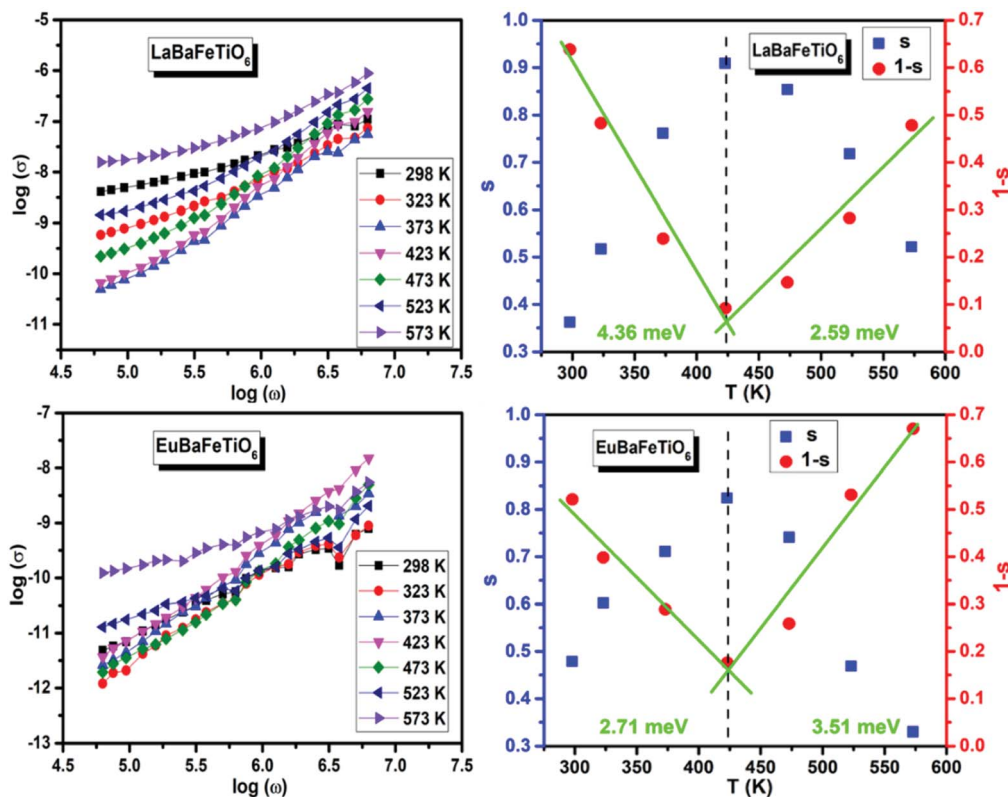 -5
-6
-7
-8
-9
-10
-11
4.5 5.0 5.5 6.0 6.5 7.0 7.5
log (σ)
log (ω)
LaBaFeTiO6
298 K
323 K
373 K
423 K
473 K
523 K
573 K
1.0
0.9
0.8
0.7
0.6
0.5
0.4
0.3
s
LaBaFeTiO6
s
1-s
4.36 meV
2.59 meV
300 350 400 450 500 550 600
T (K)
0.7
0.6
0.5
0.4
0.3
0.2
0.1
0.0
1-s
-7
-8
-9
-10
-11
-12
-13
4.5 5.0 5.5 6.0 6.5 7.0 7.5
log (σ)
log (ω)
EuBaFeTiO6
298 K
323 K
373 K
423 K
473 K
523 K
573 K
1.0
0.9
0.8
0.7
0.6
0.5
0.4
0.3
s
EuBaFeTiO6
s
1-s
2.71 meV
3.51 meV
300 350 400 450 500 550 600
T (K)
0.7
0.6
0.5
0.4
0.3
0.2
0.1
0.0
1-s